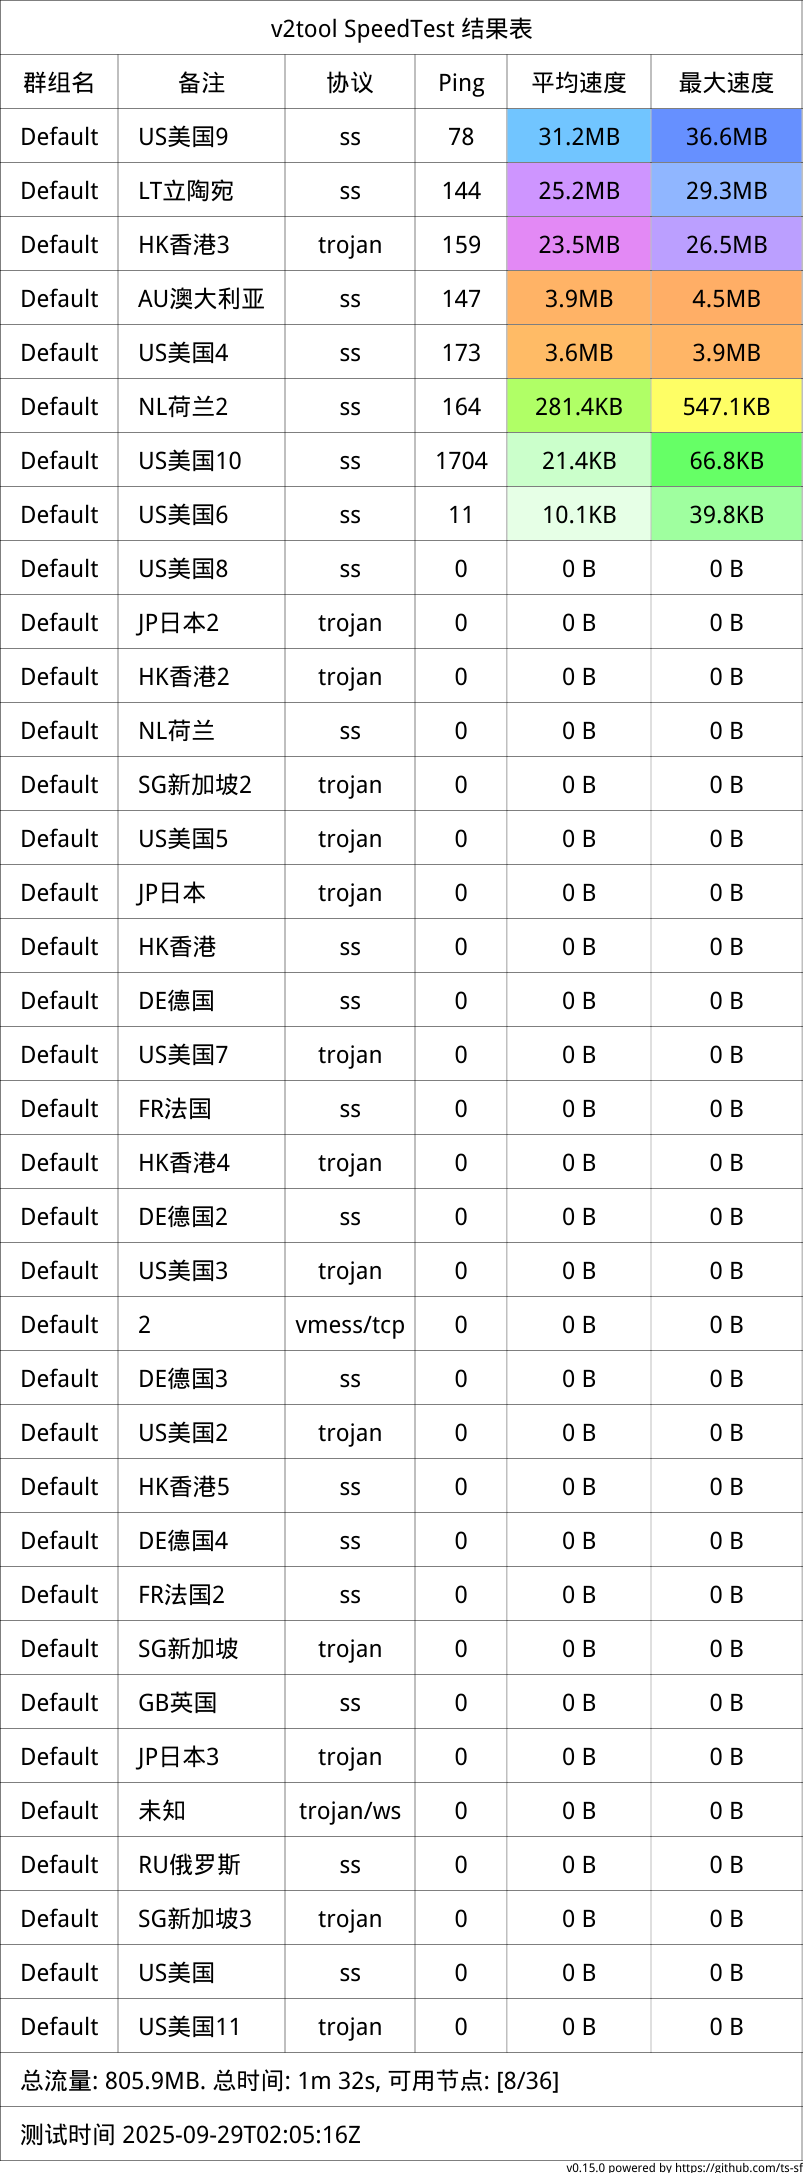 v2tool SpeedTest 结果表
群组名 备注 协议 Ping 平均速度 最大速度
Default US美国9 ss 78 31.2MB 36.6MB
Default LT立陶宛 ss 144 25.2MB 29.3MB
Default HK香港3 trojan 159 23.5MB 26.5MB
Default AU澳大利亚 ss 147 3.9MB 4.5MB
Default US美国4 ss 173 3.6MB 3.9MB
Default NL荷兰2 ss 164 281.4KB 547.1KB
Default US美国10 ss 1704 21.4KB 66.8KB
Default US美国6 ss 11 10.1KB 39.8KB
Default US美国8 ss 0 0 B 0 B
Default JP日本2 trojan 0 0 B 0 B
Default HK香港2 trojan 0 0 B 0 B
Default NL荷兰 ss 0 0 B 0 B
Default SG新加坡2 trojan 0 0 B 0 B
Default US美国5 trojan 0 0 B 0 B
Default JP日本 trojan 0 0 B 0 B
Default HK香港 ss 0 0 B 0 B
Default DE德国 ss 0 0 B 0 B
Default US美国7 trojan 0 0 B 0 B
Default FR法国 ss 0 0 B 0 B
Default HK香港4 trojan 0 0 B 0 B
Default DE德国2 ss 0 0 B 0 B
Default US美国3 trojan 0 0 B 0 B
Default 2 vmess/tcp 0 0 B 0 B
Default DE德国3 ss 0 0 B 0 B
Default US美国2 trojan 0 0 B 0 B
Default HK香港5 ss 0 0 B 0 B
Default DE德国4 ss 0 0 B 0 B
Default FR法国2 ss 0 0 B 0 B
Default SG新加坡 trojan 0 0 B 0 B
Default GB英国 ss 0 0 B 0 B
Default JP日本3 trojan 0 0 B 0 B
Default 未知 trojan/ws 0 0 B 0 B
Default RU俄罗斯 ss 0 0 B 0 B
Default SG新加坡3 trojan 0 0 B 0 B
Default US美国 ss 0 0 B 0 B
Default US美国11 trojan 0 0 B 0 B
总流量: 805.9MB. 总时间: 1m 32s, 可用节点: [8/36]
测试时间 2025-09-29T02:05:16Z
v0.15.0 powered by https://github.com/ts-sf